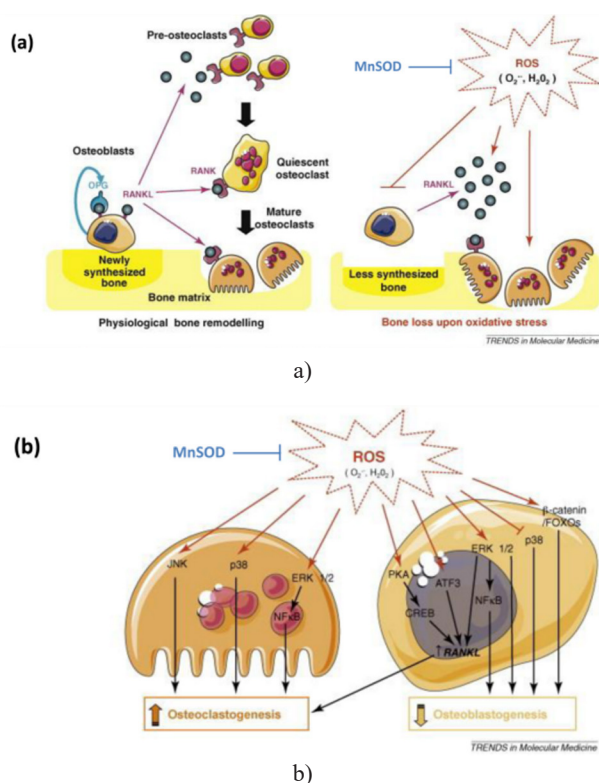 (a)
Pre-osteoclasts
MnSOD
ROS
( O₂⁻, H₂0₂ )
Osteoblasts
OPG
RANKL
RANK
Quiescent
osteoclast
RANKL
Mature
osteoclasts
Newly
synthesized
bone
Bone matrix
Less synthesized
bone
Physiological bone remodelling
Bone loss upon oxidative stress
TRENDS in Molecular Medicine
a)
(b)
MnSOD
ROS
( O₂⁻, H₂0₂ )
JNK
p38
ERK 1/2
NFκB
PKA
CREB
ATF3
ERK 1/2
NFκB
p38
β-catenin
/FOXOs
↑ RANKL
Osteoclastogenesis
Osteoblastogenesis
TRENDS in Molecular Medicine
b)